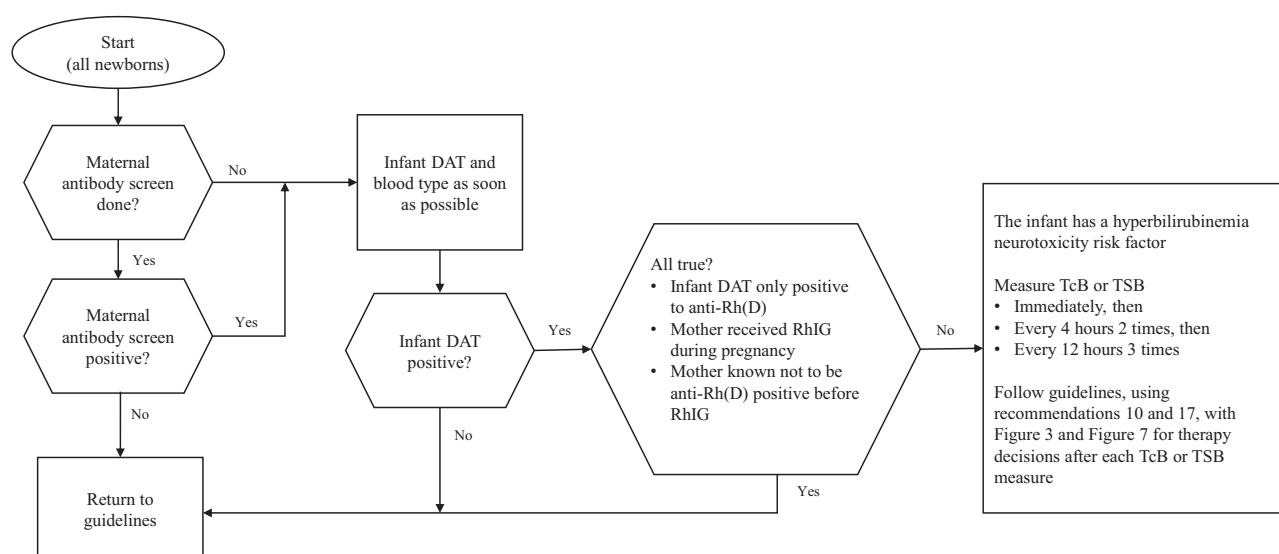 Start
(all newborns)
Maternal
antibody screen
done?
No
Yes
Maternal
antibody screen
positive?
Yes
No
Return to
guidelines
Infant DAT and
blood type as soon
as possible
Infant DAT
positive?
Yes
No
All true?
• Infant DAT only positive
to anti-Rh(D)
• Mother received RhIG
during pregnancy
• Mother known not to be
anti-Rh(D) positive before
RhIG
No
Yes
The infant has a hyperbilirubinemia
neurotoxicity risk factor
Measure TcB or TSB
• Immediately, then
• Every 4 hours 2 times, then
• Every 12 hours 3 times
Follow guidelines, using
recommendations 10 and 17, with
Figure 3 and Figure 7 for therapy
decisions after each TcB or TSB
measure